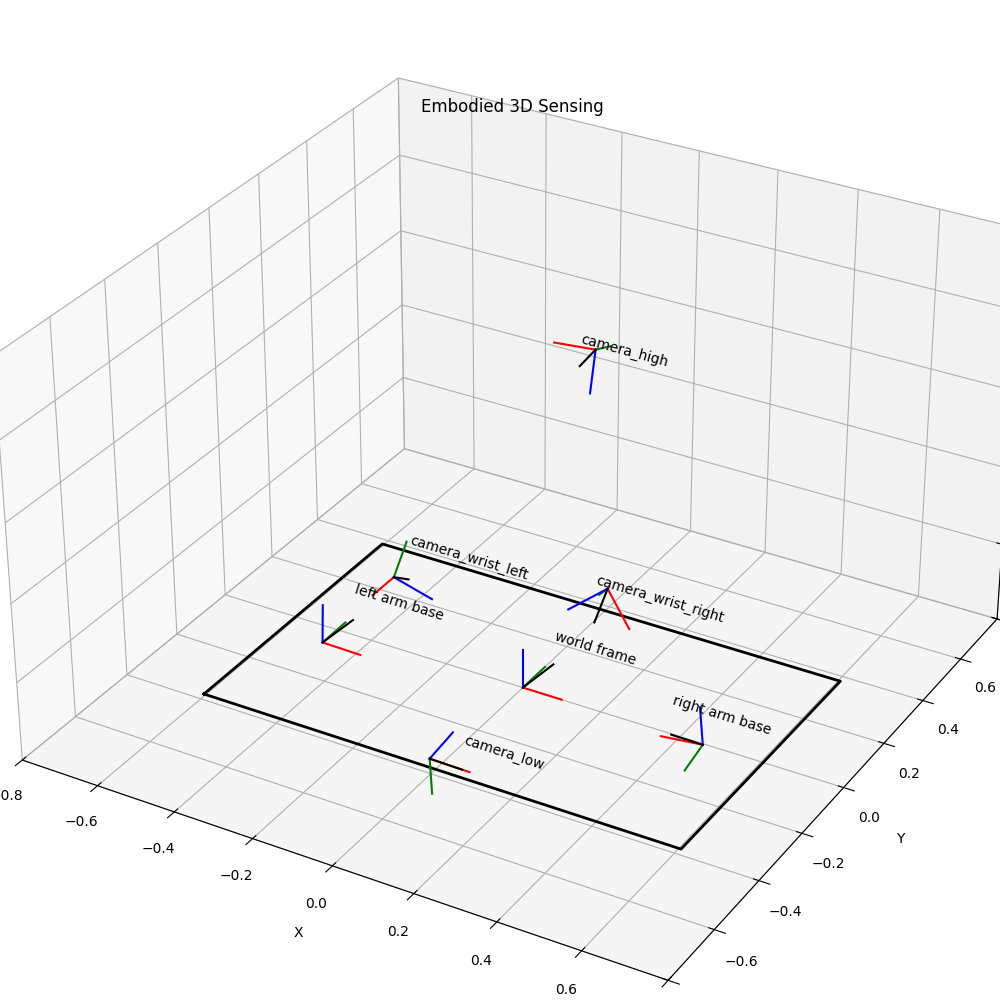 Embodied 3D Sensing
camera_high
camera_wrist_left
camera_wrist_right
left arm base
world frame
right arm base
camera_low
0.8
−0.6
−0.4
−0.2
0.0
0.2
0.4
0.6
X
−0.6
−0.4
−0.2
0.0
0.2
0.4
0.6
Y